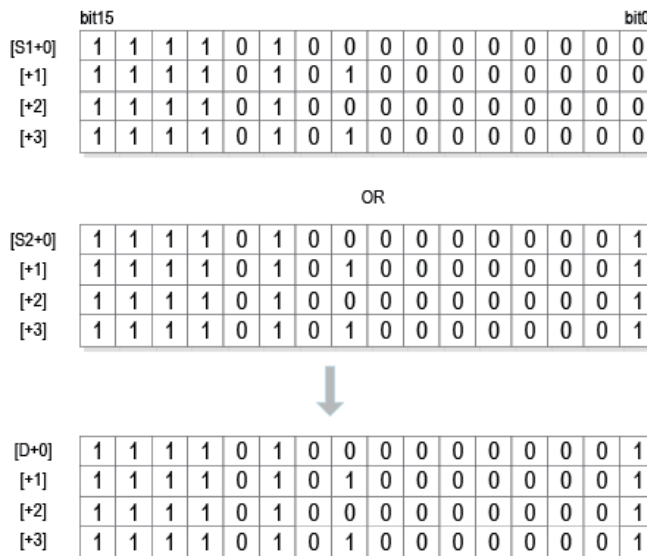 bit15 bit0
[S1+0] 1 1 1 1 0 1 0 0 0 0 0 0 0 0 0 0
[+1] 1 1 1 1 0 1 0 1 0 0 0 0 0 0 0 0
[+2] 1 1 1 1 0 1 0 0 0 0 0 0 0 0 0 0
[+3] 1 1 1 1 0 1 0 1 0 0 0 0 0 0 0 0
OR
[S2+0] 1 1 1 1 0 1 0 0 0 0 0 0 0 0 0 1
[+1] 1 1 1 1 0 1 0 1 0 0 0 0 0 0 0 1
[+2] 1 1 1 1 0 1 0 0 0 0 0 0 0 0 0 1
[+3] 1 1 1 1 0 1 0 1 0 0 0 0 0 0 0 1
[D+0] 1 1 1 1 0 1 0 0 0 0 0 0 0 0 0 1
[+1] 1 1 1 1 0 1 0 1 0 0 0 0 0 0 0 1
[+2] 1 1 1 1 0 1 0 0 0 0 0 0 0 0 0 1
[+3] 1 1 1 1 0 1 0 1 0 0 0 0 0 0 0 1